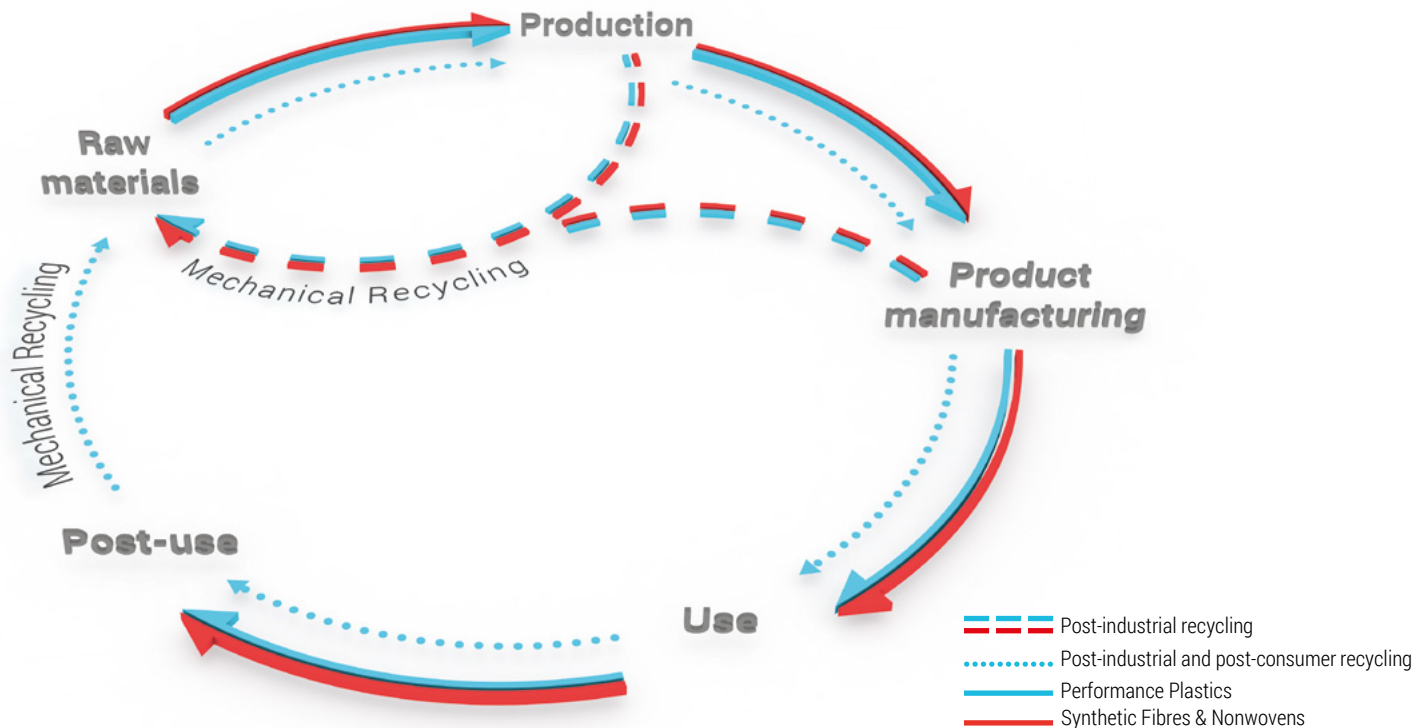 Production
Raw
materials
Mechanical Recycling
Product
manufacturing
Mechanical Recycling
Post-use
Use
Post-industrial recycling
Post-industrial and post-consumer recycling
Performance Plastics
Synthetic Fibres & Nonwovens